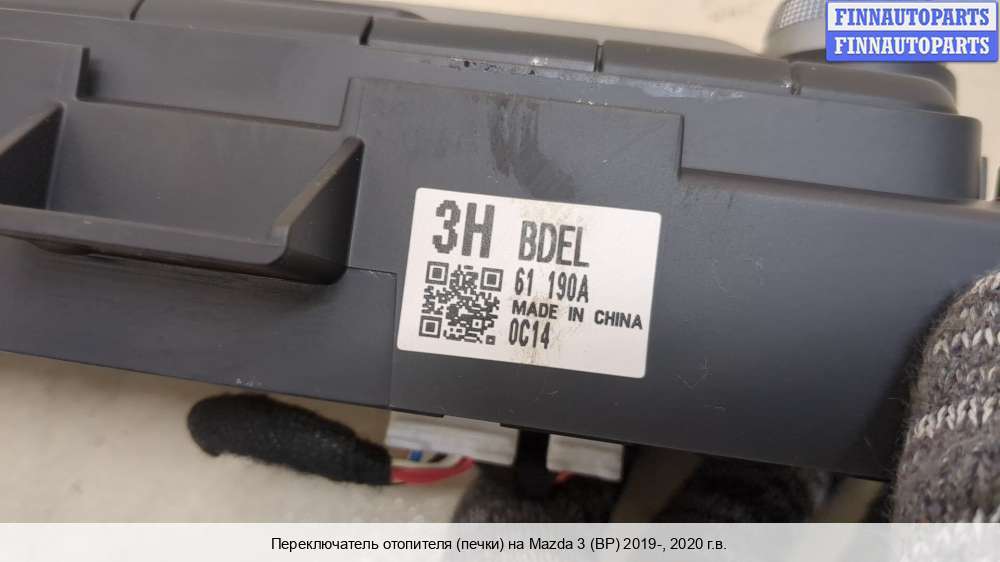 FINNAUTOPARTS
FINNAUTOPARTS
3H BDEL
61 190A
MADE IN CHINA
0C14
Переключатель отопителя (печки) на Mazda 3 (BP) 2019-, 2020 г.в.